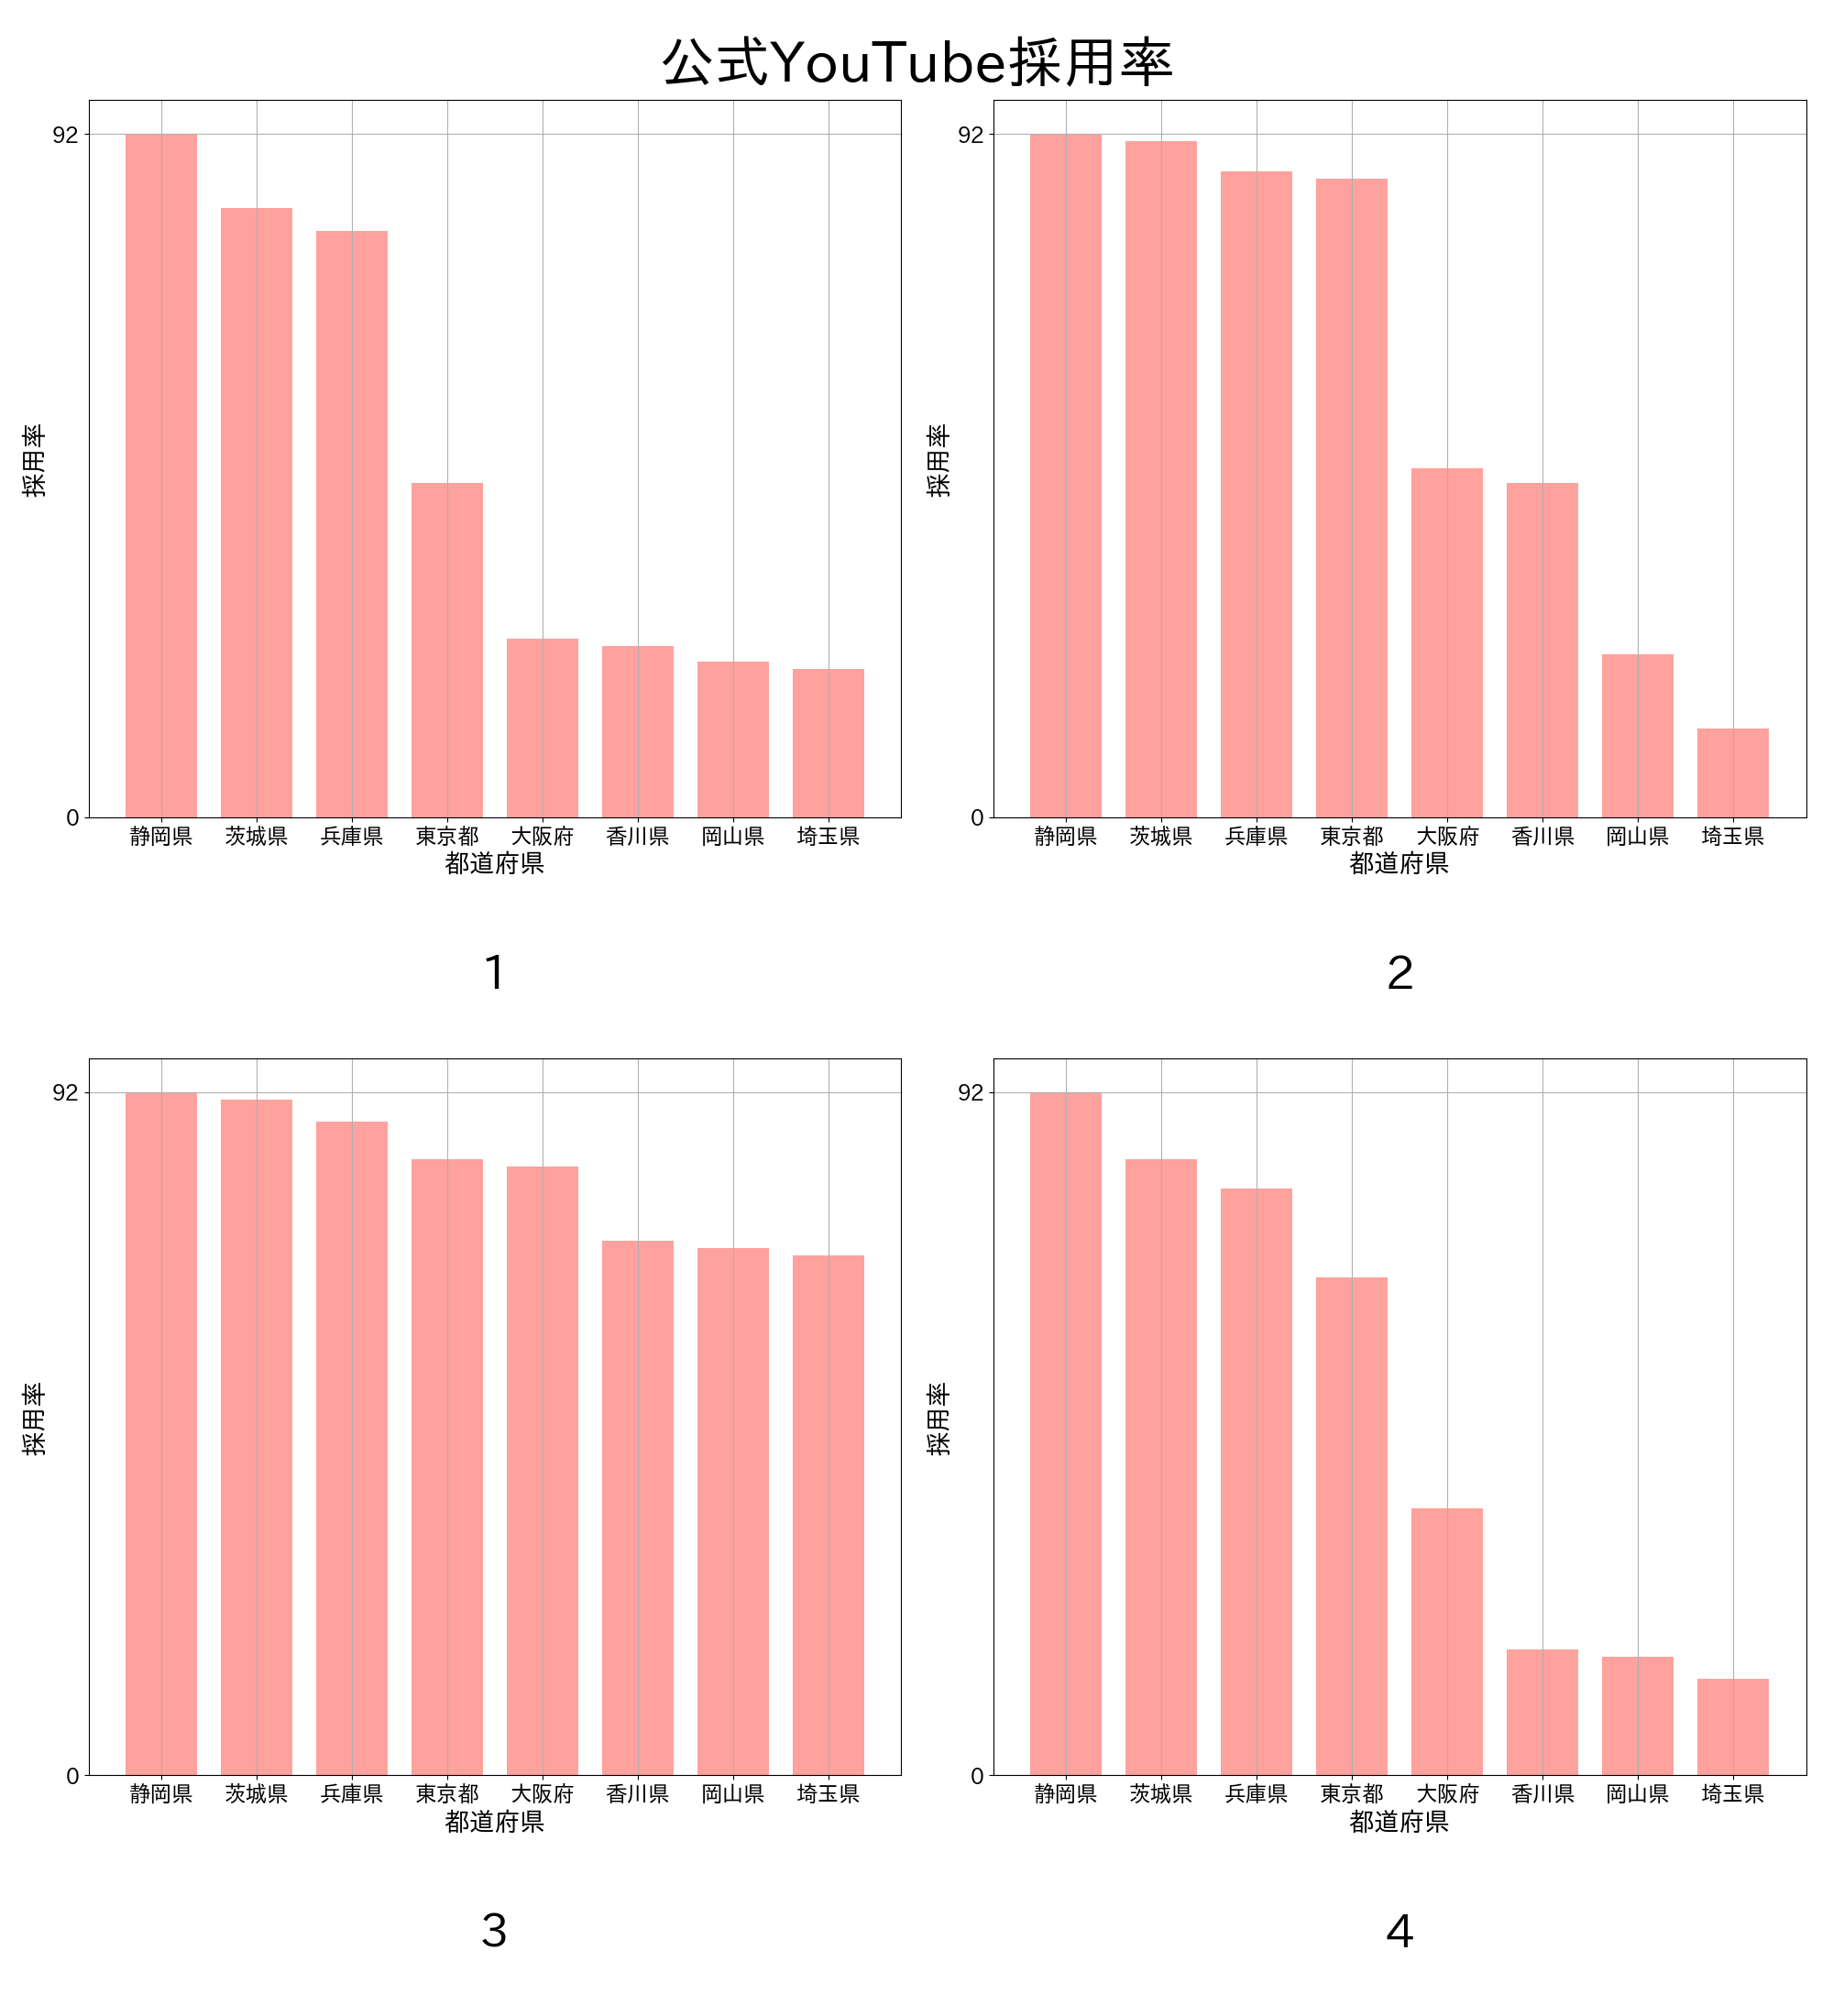 公式YouTube採用率
92
0
採用率
静岡県 茨城県 兵庫県 東京都 大阪府 香川県 岡山県 埼玉県
都道府県
1
92
0
採用率
静岡県 茨城県 兵庫県 東京都 大阪府 香川県 岡山県 埼玉県
都道府県
2
92
0
採用率
静岡県 茨城県 兵庫県 東京都 大阪府 香川県 岡山県 埼玉県
都道府県
3
92
0
採用率
静岡県 茨城県 兵庫県 東京都 大阪府 香川県 岡山県 埼玉県
都道府県
4